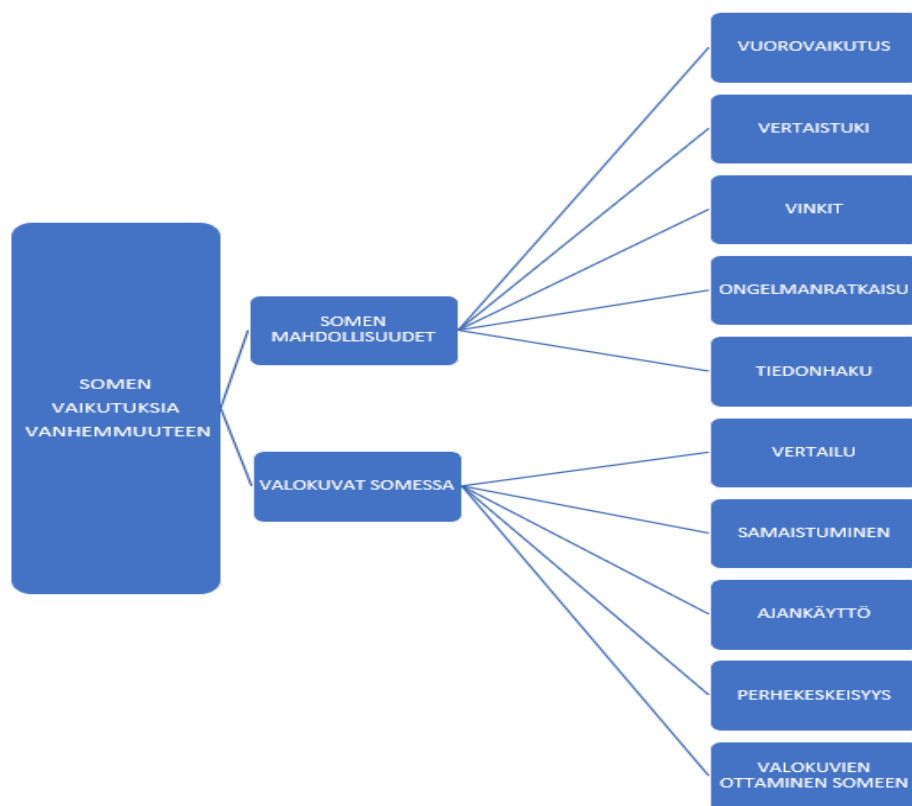 SOMEN
VAIKUTUKSIA
VANHEMMUUTEEN
SOMEN
MAHDOLLISUUDET
VUOROVAIKUTUS
VERTAISTUKI
VINKIT
ONGELMANRATKAISU
TIEDONHAKU
VALOKUVAT SOMESSA
VERTAILU
SAMAISTUMINEN
AJANKÄYTTÖ
PERHEKESKEISYYS
VALOKUVIEN
OTTAMINEN SOMEEN